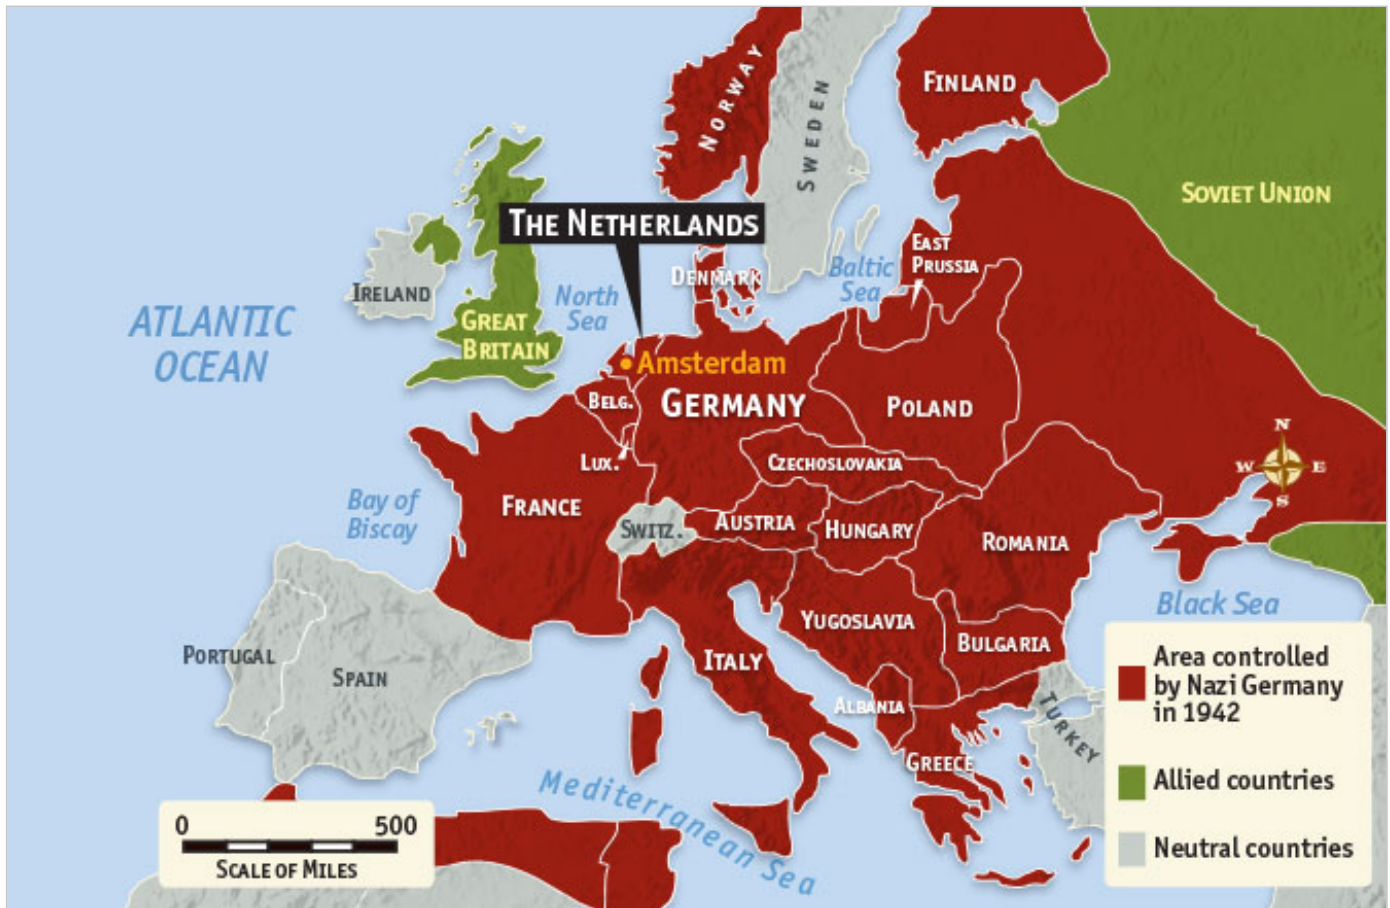 NORWAY
SWEDEN
FINLAND
SOVIET UNION
THE NETHERLANDS
EAST
PRUSSIA
DENMARK
Baltic
Sea
IRELAND
North
Sea
GREAT
BRITAIN
ATLANTIC
OCEAN
Amsterdam
BELG.
GERMANY
POLAND
LUX.
CZECHOSLOVAKIA
N
W
E
S
Bay of
Biscay
FRANCE
SWITZ.
AUSTRIA
HUNGARY
ROMANIA
Black Sea
YUGOSLAVIA
BULGARIA
PORTUGAL
SPAIN
ITALY
ALBANIA
TURKEY
GREECE
Mediterranean Sea
0 500
SCALE OF MILES
Area controlled
by Nazi Germany
in 1942
Allied countries
Neutral countries